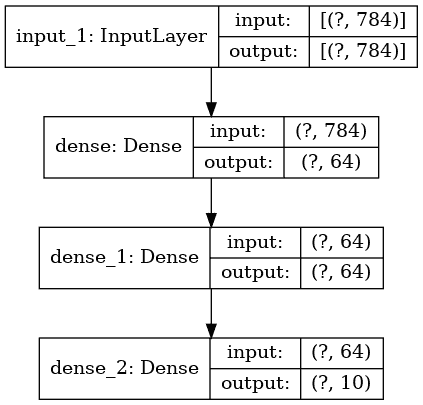 input_1: InputLayer
input: [(?, 784)]
output: [(?, 784)]
dense: Dense
input: (?, 784)
output: (?, 64)
dense_1: Dense
input: (?, 64)
output: (?, 64)
dense_2: Dense
input: (?, 64)
output: (?, 10)